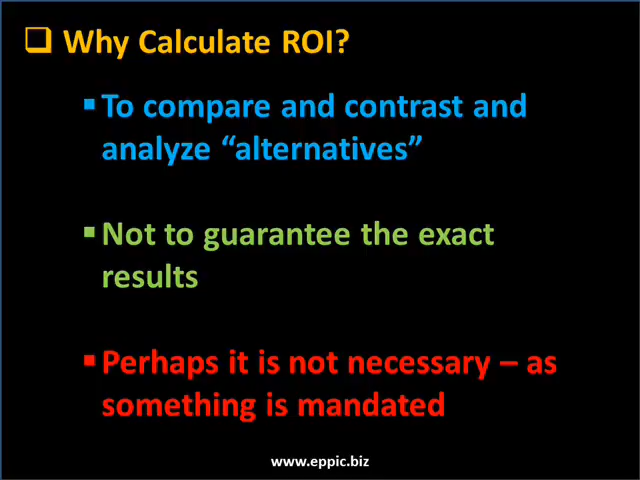 ❑ Why Calculate ROI?
▪To compare and contrast and
analyze “alternatives”
▪Not to guarantee the exact
results
▪Perhaps it is not necessary – as
something is mandated
www.eppic.biz